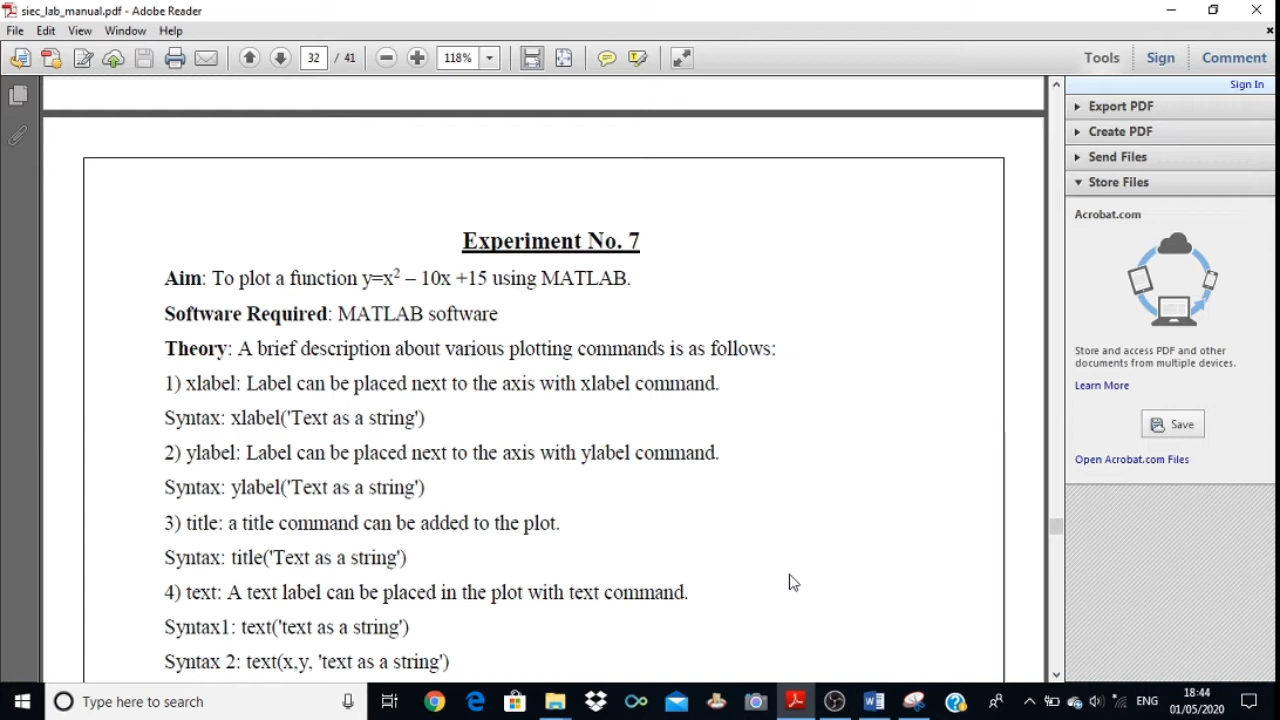 siec_lab_manual.pdf - Adobe Reader
File Edit View Window Help
32 / 41 118% Tools Sign Comment
Sign In
Export PDF
Create PDF
Send Files
Store Files
Acrobat.com
Store and access PDF and other
documents from multiple devices.
Learn More
Save
Open Acrobat.com Files
Experiment No. 7
Aim: To plot a function y=x² – 10x +15 using MATLAB.
Software Required: MATLAB software
Theory: A brief description about various plotting commands is as follows:
1) xlabel: Label can be placed next to the axis with xlabel command.
Syntax: xlabel('Text as a string')
2) ylabel: Label can be placed next to the axis with ylabel command.
Syntax: ylabel('Text as a string')
3) title: a title command can be added to the plot.
Syntax: title('Text as a string')
4) text: A text label can be placed in the plot with text command.
Syntax1: text('text as a string')
Syntax 2: text(x,y, 'text as a string')
Type here to search
ENG
18:44
01/05/2020